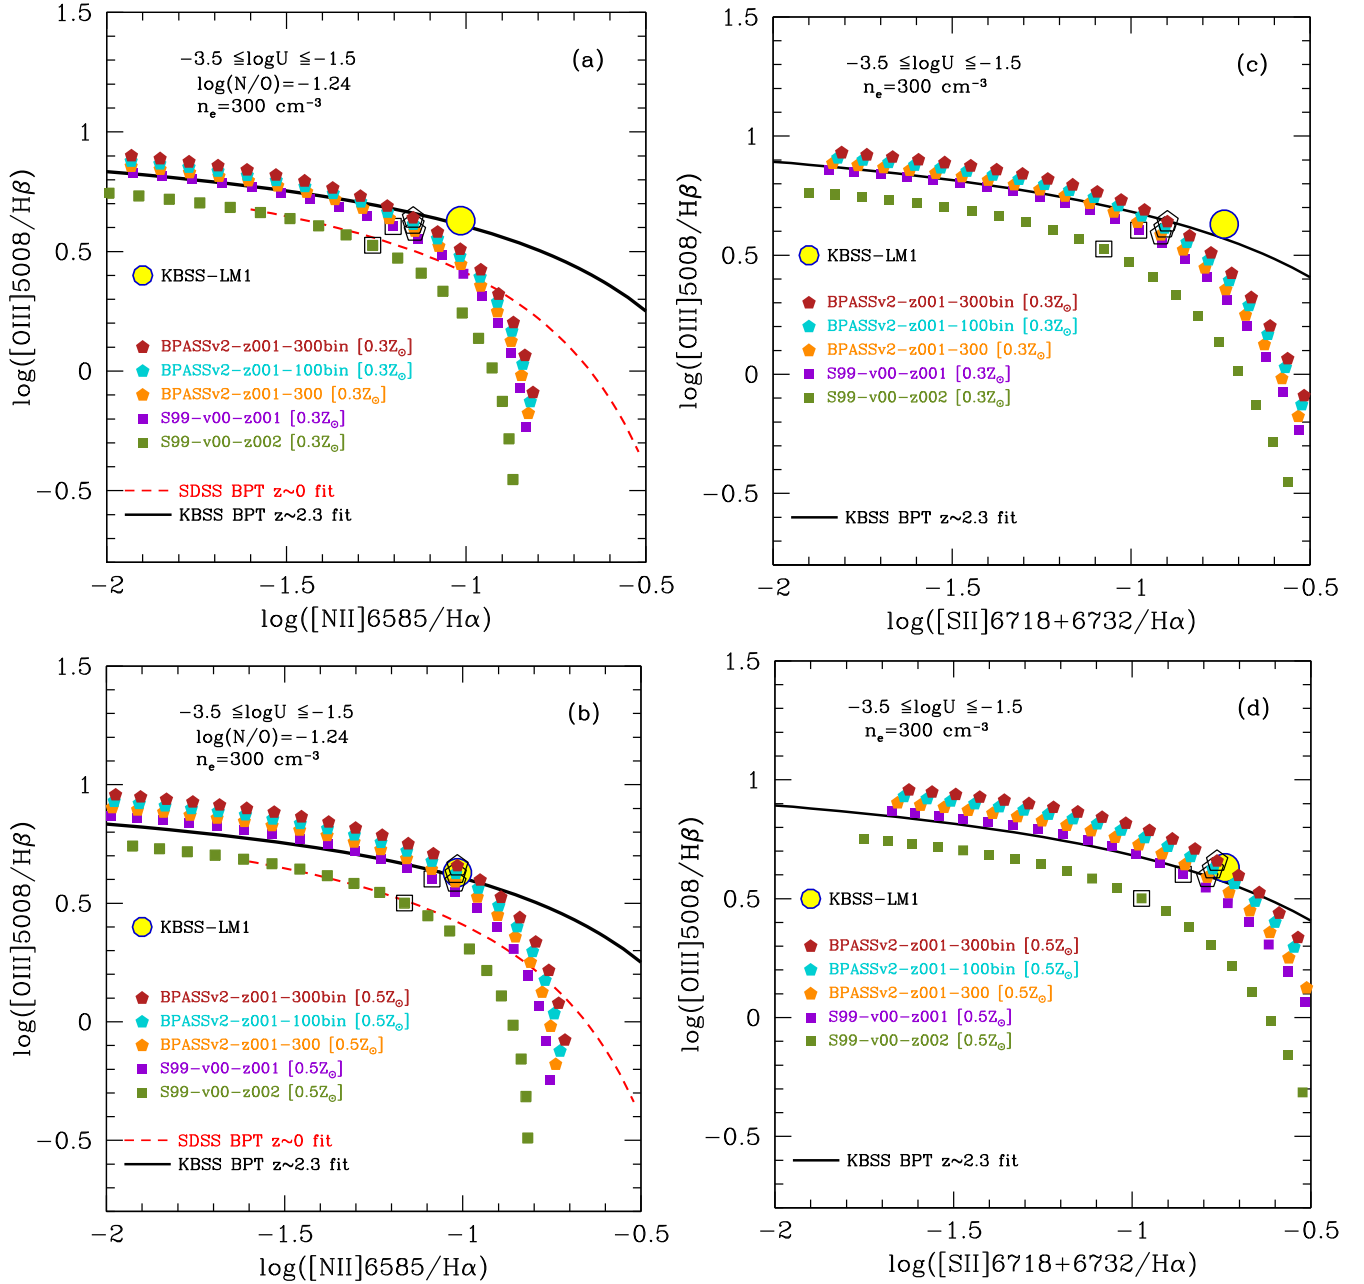 1.5
1
0.5
0
−0.5
log([OIII]5008/Hβ)
−3.5 ≦logU ≦−1.5
log(N/O)=−1.24
nₑ=300 cm⁻³
(a)
KBSS−LM1
BPASSv2−z001−300bin [0.3Z☉]
BPASSv2−z001−100bin [0.3Z☉]
BPASSv2−z001−300 [0.3Z☉]
S99−v00−z001 [0.3Z☉]
S99−v00−z002 [0.3Z☉]
SDSS BPT z~0 fit
KBSS BPT z~2.3 fit
−2 −1.5 −1 −0.5
log([NII]6585/Hα)
1.5
1
0.5
0
−0.5
log([OIII]5008/Hβ)
−3.5 ≦logU ≦−1.5
nₑ=300 cm⁻³
(c)
KBSS−LM1
BPASSv2−z001−300bin [0.3Z☉]
BPASSv2−z001−100bin [0.3Z☉]
BPASSv2−z001−300 [0.3Z☉]
S99−v00−z001 [0.3Z☉]
S99−v00−z002 [0.3Z☉]
KBSS BPT z~2.3 fit
−2 −1.5 −1 −0.5
log([SII]6718+6732/Hα)
1.5
1
0.5
0
−0.5
log([OIII]5008/Hβ)
−3.5 ≦logU ≦−1.5
log(N/O)=−1.24
nₑ=300 cm⁻³
(b)
KBSS−LM1
BPASSv2−z001−300bin [0.5Z☉]
BPASSv2−z001−100bin [0.5Z☉]
BPASSv2−z001−300 [0.5Z☉]
S99−v00−z001 [0.5Z☉]
S99−v00−z002 [0.5Z☉]
SDSS BPT z~0 fit
KBSS BPT z~2.3 fit
−2 −1.5 −1 −0.5
log([NII]6585/Hα)
1.5
1
0.5
0
−0.5
log([OIII]5008/Hβ)
−3.5 ≦logU ≦−1.5
nₑ=300 cm⁻³
(d)
KBSS−LM1
BPASSv2−z001−300bin [0.5Z☉]
BPASSv2−z001−100bin [0.5Z☉]
BPASSv2−z001−300 [0.5Z☉]
S99−v00−z001 [0.5Z☉]
S99−v00−z002 [0.5Z☉]
KBSS BPT z~2.3 fit
−2 −1.5 −1 −0.5
log([SII]6718+6732/Hα)